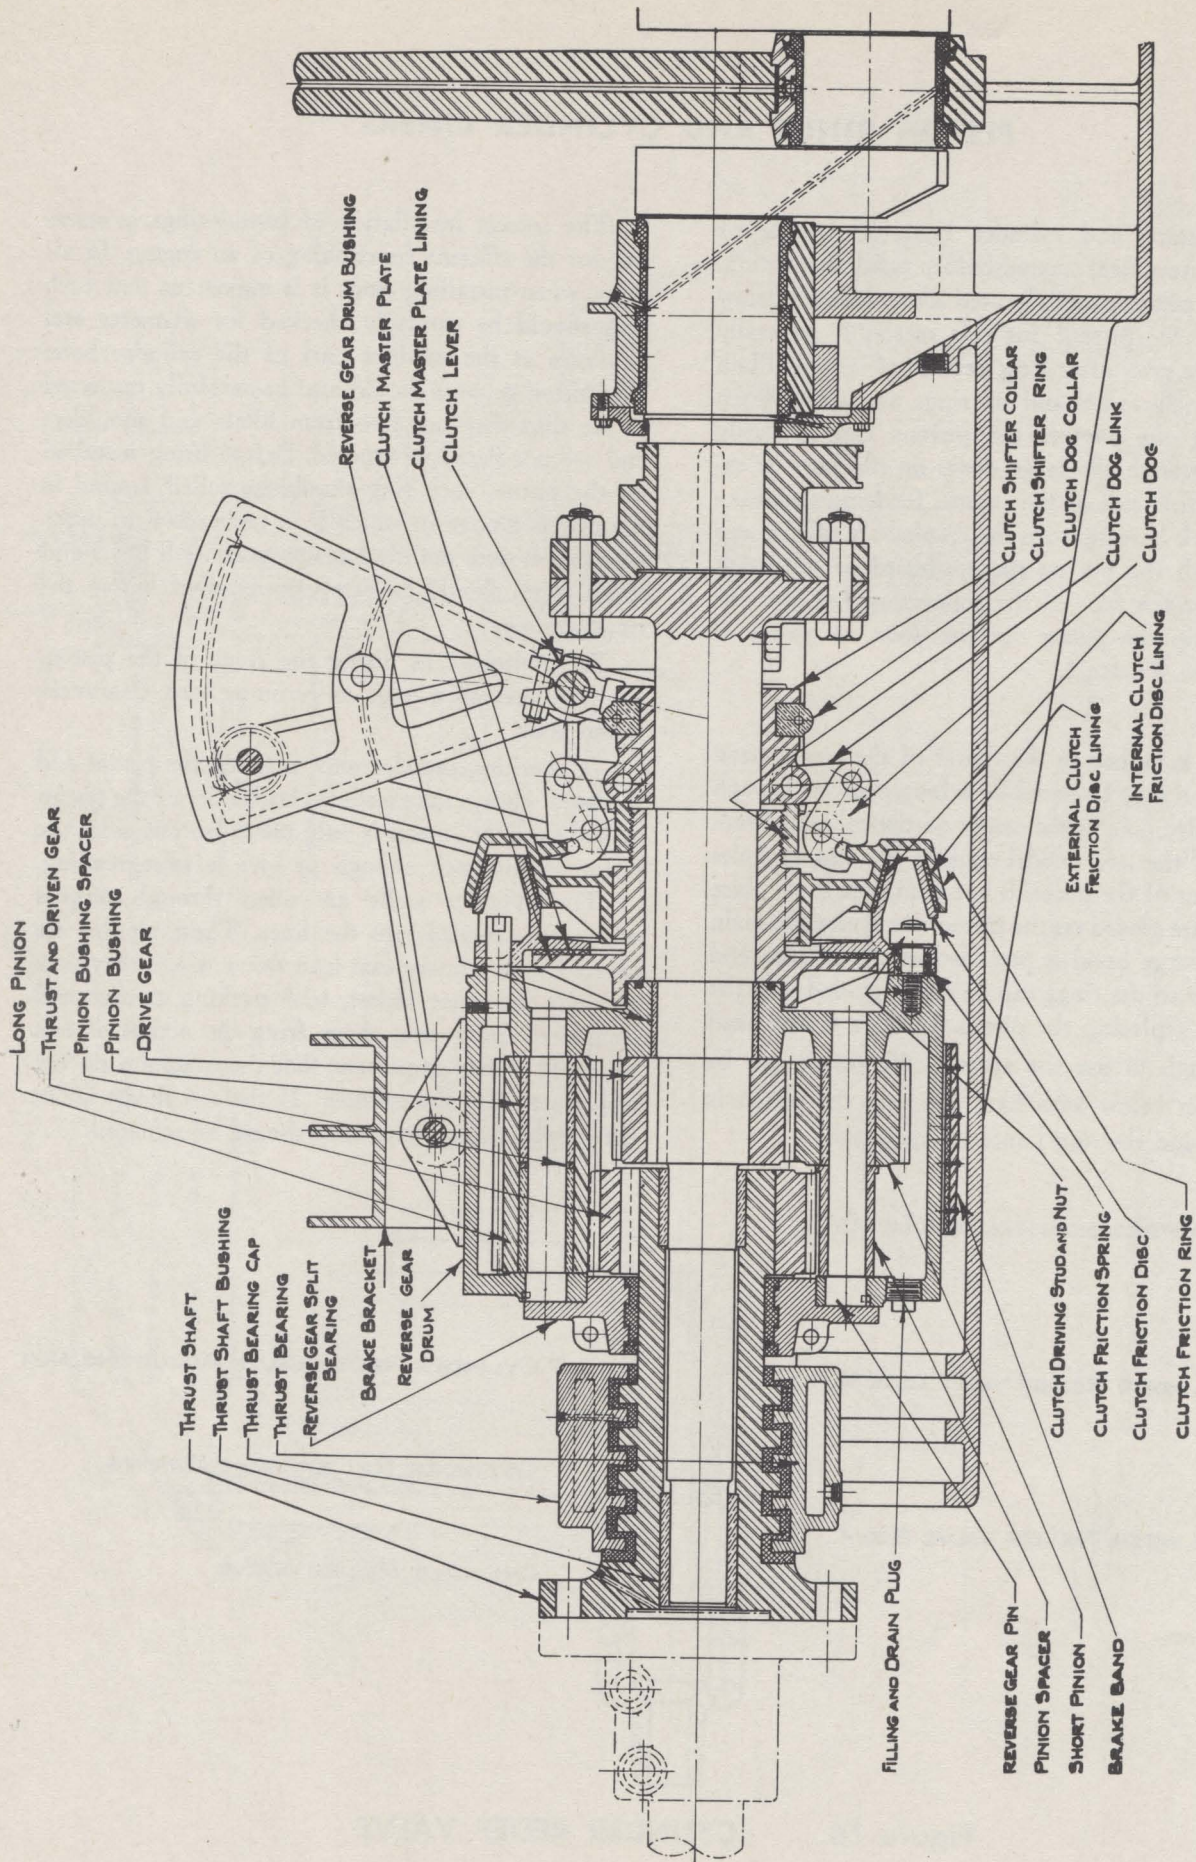 LONG PINION
THRUST AND DRIVEN GEAR
PINION BUSHING SPACER
PINION BUSHING
DRIVE GEAR
REVERSE GEAR DRUM BUSHING
CLUTCH MASTER PLATE
CLUTCH MASTER PLATE LINING
CLUTCH LEVER
THRUST SHAFT
THRUST SHAFT BUSHING
THRUST BEARING CAP
THRUST BEARING
REVERSE GEAR SPLIT
BEARING
BRAKE BRACKET
REVERSE GEAR
DRUM
CLUTCH SHIFTER COLLAR
CLUTCH SHIFTER RING
CLUTCH DOG COLLAR
CLUTCH DOG LINK
CLUTCH DOG
INTERNAL CLUTCH
FRICTION DISC LINING
EXTERNAL CLUTCH
FRICTION DISC LINING
CLUTCH DRIVING STUD AND NUT
CLUTCH FRICTION SPRING
CLUTCH FRICTION DISC
CLUTCH FRICTION RING
FILLING AND DRAIN PLUG
REVERSE GEAR PIN
PINION SPACER
SHORT PINION
BRAKE BAND